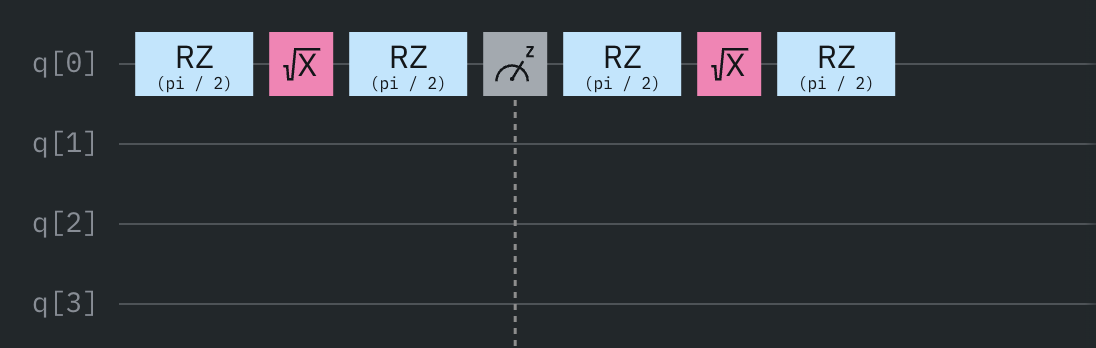 q[0] RZ √X RZ z RZ √X RZ
(pi / 2) (pi / 2) (pi / 2) (pi / 2)
q[1]
q[2]
q[3]